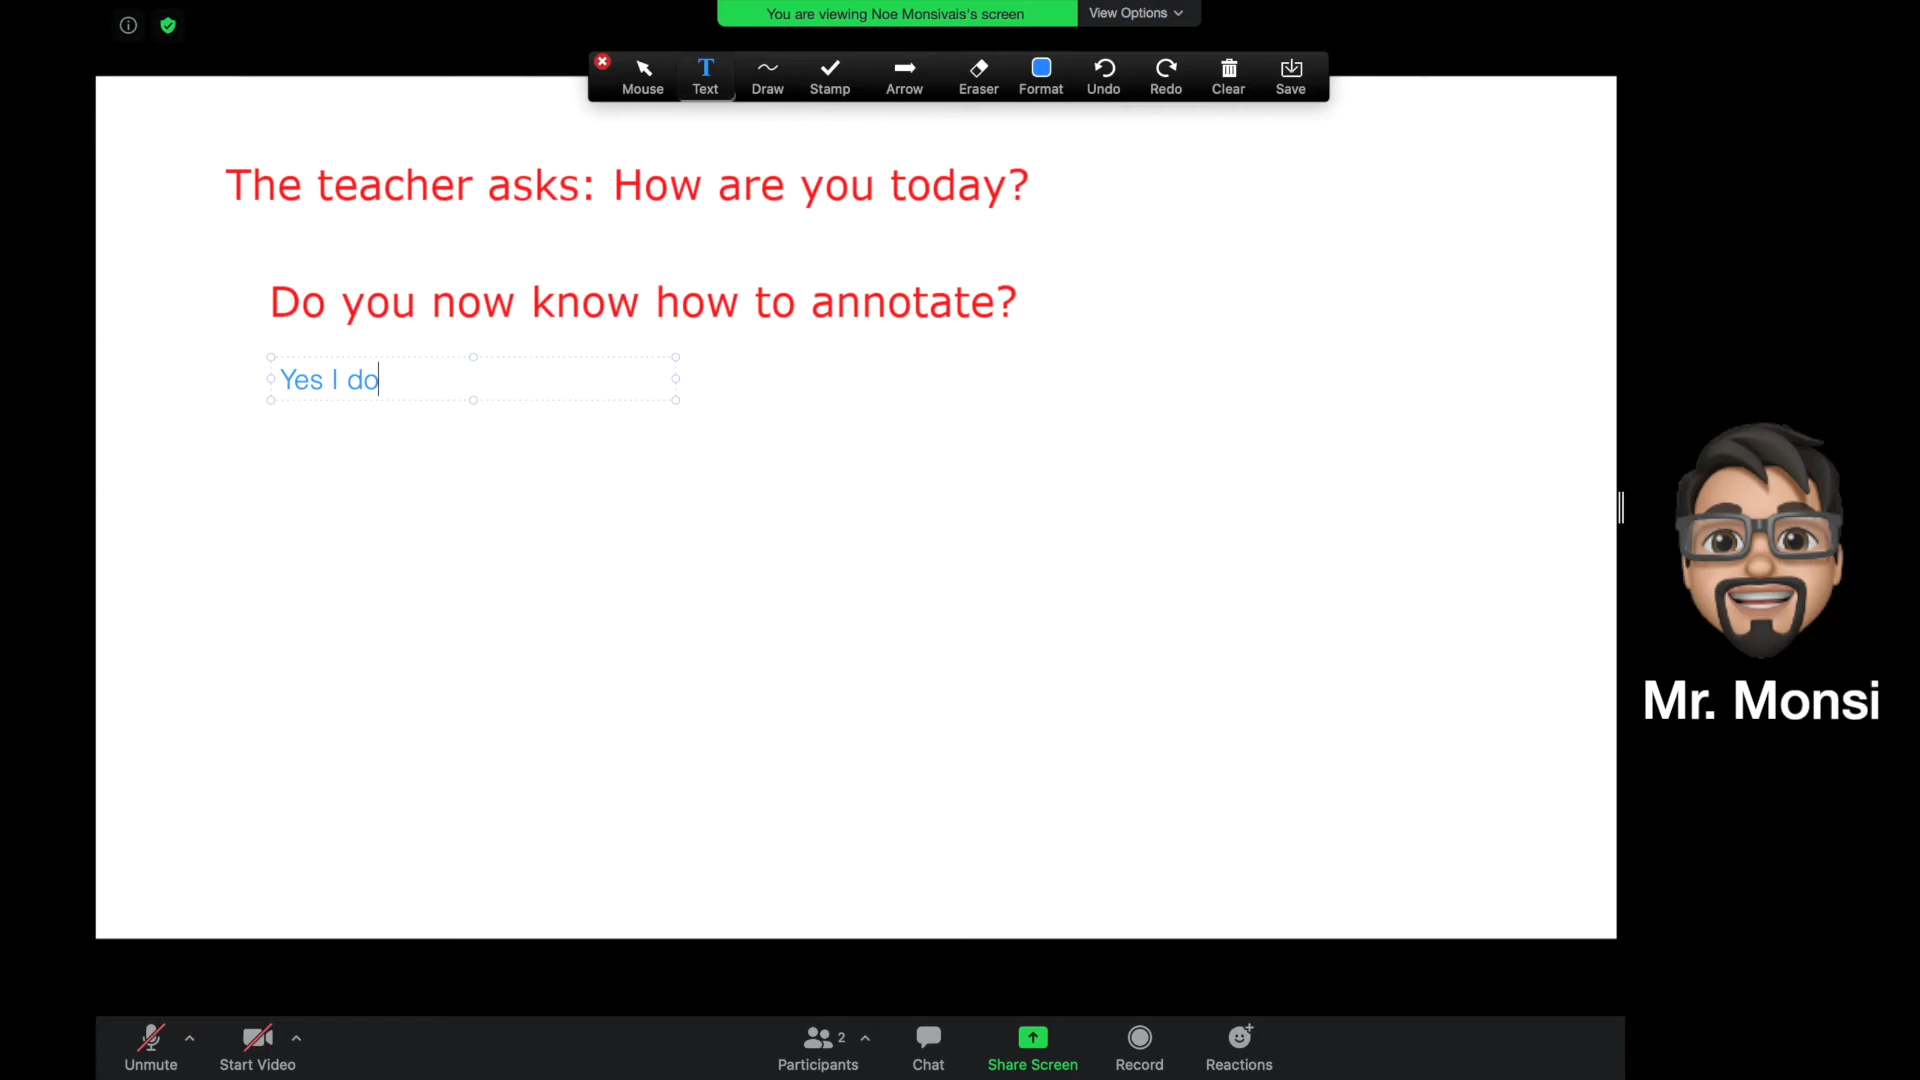 You are viewing Noe Monsivais's screen
View Options
Mouse
Text
Draw
Stamp
Arrow
Eraser
Format
Undo
Redo
Clear
Save
The teacher asks: How are you today?
Do you now know how to annotate?
Yes I do
Mr. Monsi
Unmute
Start Video
2
Participants
Chat
Share Screen
Record
Reactions